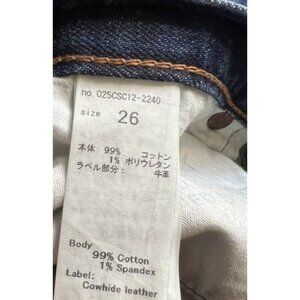 no. 025CSC12-2240
size 26
本体 99% コットン
1% ポリウレタン
ラベル部分: 牛革
Body
99% Cotton
1% Spandex
Label:
Cowhide leather